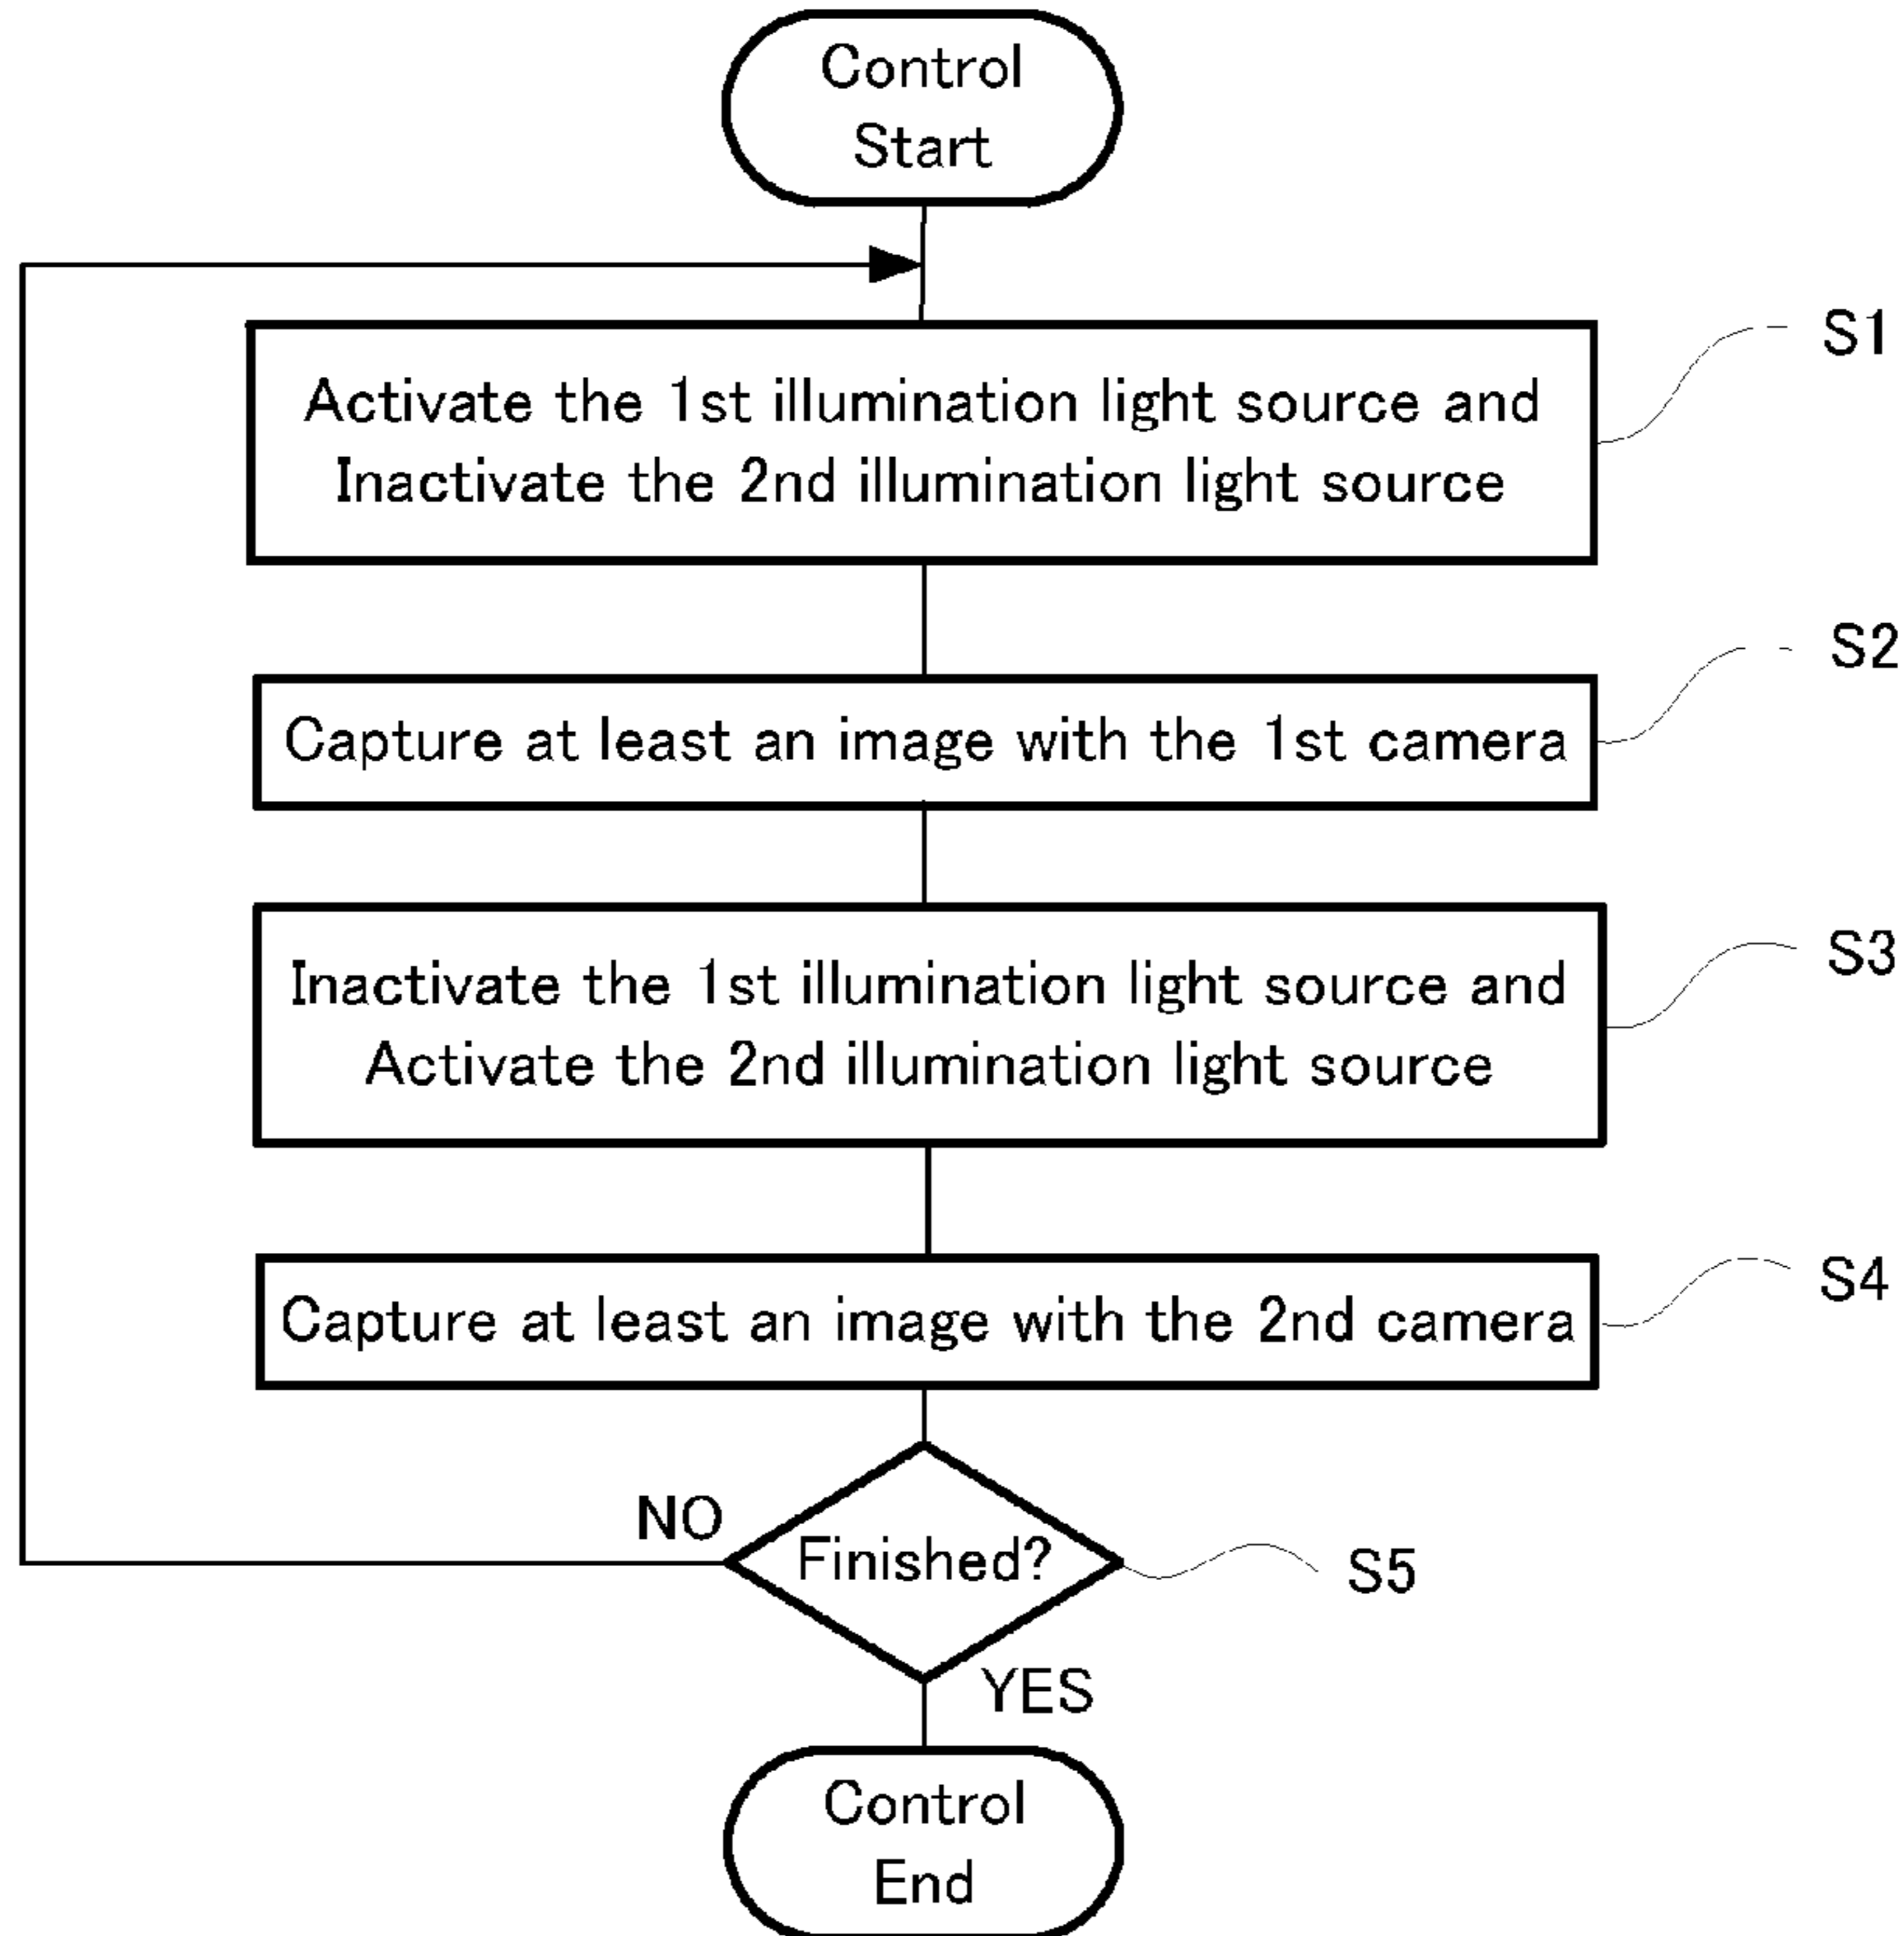 Control
Start
S1
Activate the 1st illumination light source and
Inactivate the 2nd illumination light source
S2
Capture at least an image with the 1st camera
S3
Inactivate the 1st illumination light source and
Activate the 2nd illumination light source
S4
Capture at least an image with the 2nd camera
NO
Finished?
S5
YES
Control
End